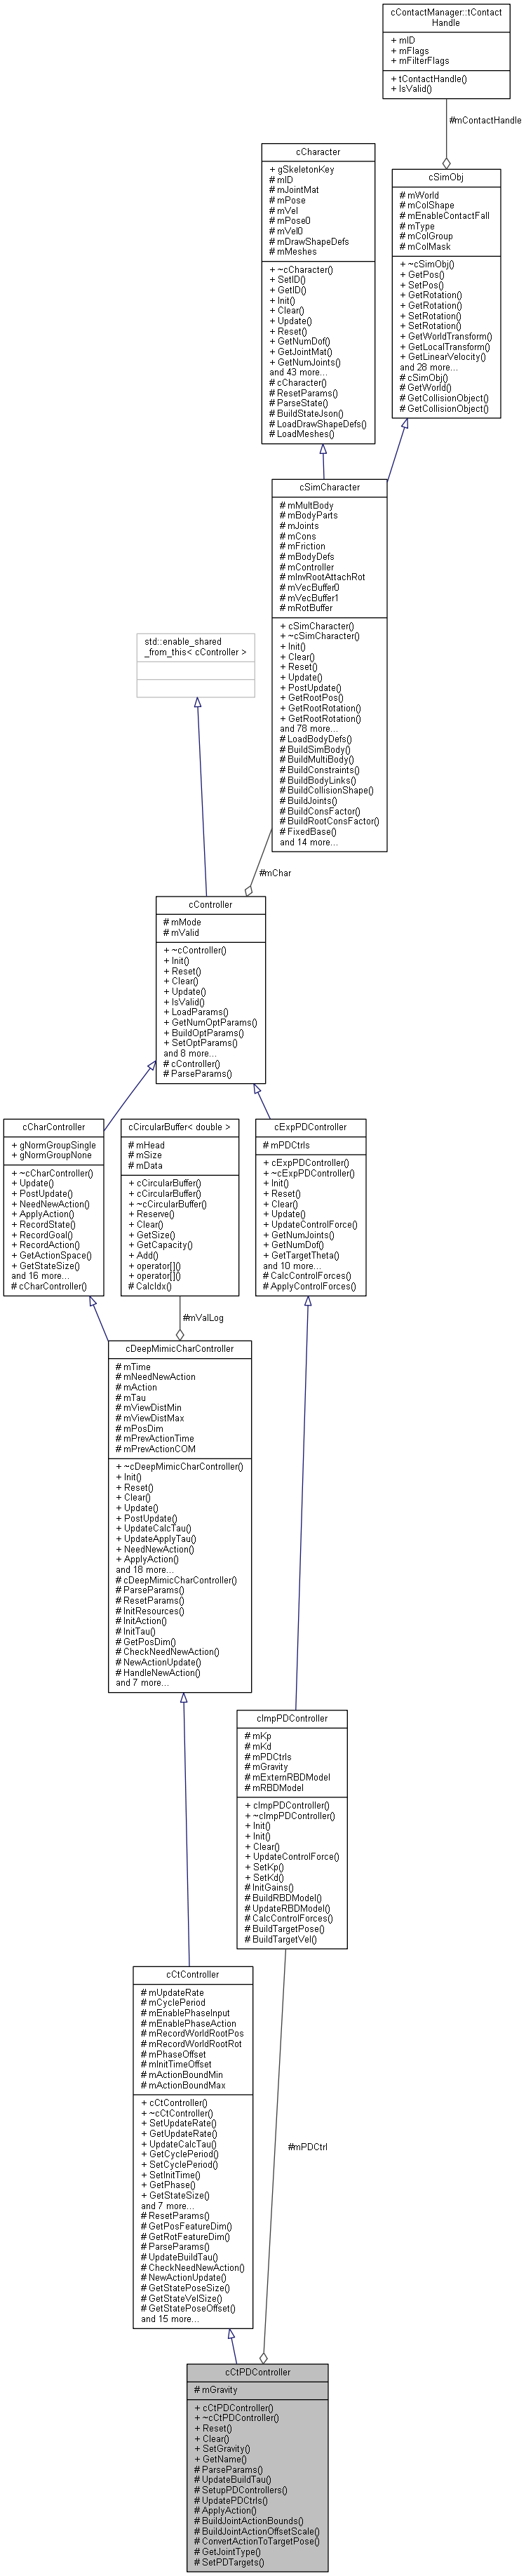 cContactManager::tContact
Handle
+ mID
+ mFlags
+ mFilterFlags
+ tContactHandle()
+ IsValid()
#mContactHandle
cCharacter
+ gSkeletonKey
# mID
# mJointMat
# mPose
# mVel
# mPose0
# mVel0
# mDrawShapeDefs
# mMeshes
+ ~cCharacter()
+ SetID()
+ GetID()
+ Init()
+ Clear()
+ Update()
+ Reset()
+ GetNumDof()
+ GetJointMat()
+ GetNumJoints()
and 43 more...
# cCharacter()
# ResetParams()
# ParseState()
# BuildStateJson()
# LoadDrawShapeDefs()
# LoadMeshes()
cSimObj
# mWorld
# mColShape
# mEnableContactFall
# mType
# mColGroup
# mColMask
+ ~cSimObj()
+ GetPos()
+ SetPos()
+ GetRotation()
+ GetRotation()
+ SetRotation()
+ SetRotation()
+ GetWorldTransform()
+ GetLocalTransform()
+ GetLinearVelocity()
and 28 more...
# cSimObj()
# GetWorld()
# GetCollisionObject()
# GetCollisionObject()
cSimCharacter
# mMultBody
# mBodyParts
# mJoints
# mCons
# mFriction
# mBodyDefs
# mController
# mInvRootAttachRot
# mVecBuffer0
# mVecBuffer1
# mRotBuffer
+ cSimCharacter()
+ ~cSimCharacter()
+ Init()
+ Clear()
+ Reset()
+ Update()
+ PostUpdate()
+ GetRootPos()
+ GetRootRotation()
+ GetRootRotation()
and 78 more...
# LoadBodyDefs()
# BuildSimBody()
# BuildMultiBody()
# BuildConstraints()
# BuildBodyLinks()
# BuildCollisionShape()
# BuildJoints()
# BuildConsFactor()
# BuildRootConsFactor()
# FixedBase()
and 14 more...
std::enable_shared
_from_this< cController >
#mChar
cController
# mMode
# mValid
+ ~cController()
+ Init()
+ Reset()
+ Clear()
+ Update()
+ IsValid()
+ LoadParams()
+ GetNumOptParams()
+ BuildOptParams()
+ SetOptParams()
and 8 more...
# cController()
# ParseParams()
cCharController
+ gNormGroupSingle
+ gNormGroupNone
+ ~cCharController()
+ Update()
+ PostUpdate()
+ NeedNewAction()
+ ApplyAction()
+ RecordState()
+ RecordGoal()
+ RecordAction()
+ GetActionSpace()
+ GetStateSize()
and 16 more...
# cCharController()
cCircularBuffer< double >
# mHead
# mSize
# mData
+ cCircularBuffer()
+ cCircularBuffer()
+ ~cCircularBuffer()
+ Reserve()
+ Clear()
+ GetSize()
+ GetCapacity()
+ Add()
+ operator[]()
+ operator[]()
# CalcIdx()
cExpPDController
# mPDCtrls
+ cExpPDController()
+ ~cExpPDController()
+ Init()
+ Reset()
+ Clear()
+ Update()
+ UpdateControlForce()
+ GetNumJoints()
+ GetNumDof()
+ GetTargetTheta()
and 10 more...
# CalcControlForces()
# ApplyControlForces()
#mValLog
cDeepMimicCharController
# mTime
# mNeedNewAction
# mAction
# mTau
# mViewDistMin
# mViewDistMax
# mPosDim
# mPrevActionTime
# mPrevActionCOM
+ ~cDeepMimicCharController()
+ Init()
+ Reset()
+ Clear()
+ Update()
+ PostUpdate()
+ UpdateCalcTau()
+ UpdateApplyTau()
+ NeedNewAction()
+ ApplyAction()
and 18 more...
# cDeepMimicCharController()
# ParseParams()
# ResetParams()
# InitResources()
# InitAction()
# InitTau()
# GetPosDim()
# CheckNeedNewAction()
# NewActionUpdate()
# HandleNewAction()
and 7 more...
cImpPDController
# mKp
# mKd
# mPDCtrls
# mGravity
# mExternRBDModel
# mRBDModel
+ cImpPDController()
+ ~cImpPDController()
+ Init()
+ Init()
+ Clear()
+ UpdateControlForce()
+ SetKp()
+ SetKd()
# InitGains()
# BuildRBDModel()
# UpdateRBDModel()
# CalcControlForces()
# BuildTargetPose()
# BuildTargetVel()
cCtController
# mUpdateRate
# mCyclePeriod
# mEnablePhaseInput
# mEnablePhaseAction
# mRecordWorldRootPos
# mRecordWorldRootRot
# mPhaseOffset
# mInitTimeOffset
# mActionBoundMin
# mActionBoundMax
+ cCtController()
+ ~cCtController()
+ SetUpdateRate()
+ GetUpdateRate()
+ UpdateCalcTau()
+ GetCyclePeriod()
+ SetCyclePeriod()
+ SetInitTime()
+ GetPhase()
+ GetStateSize()
and 7 more...
# ResetParams()
# GetPosFeatureDim()
# GetRotFeatureDim()
# ParseParams()
# UpdateBuildTau()
# CheckNeedNewAction()
# NewActionUpdate()
# GetStatePoseSize()
# GetStateVelSize()
# GetStatePoseOffset()
and 15 more...
#mPDCtrl
cCtPDController
# mGravity
+ cCtPDController()
+ ~cCtPDController()
+ Reset()
+ Clear()
+ SetGravity()
+ GetName()
# ParseParams()
# UpdateBuildTau()
# SetupPDControllers()
# UpdatePDCtrls()
# ApplyAction()
# BuildJointActionBounds()
# BuildJointActionOffsetScale()
# ConvertActionToTargetPose()
# GetJointType()
# SetPDTargets()